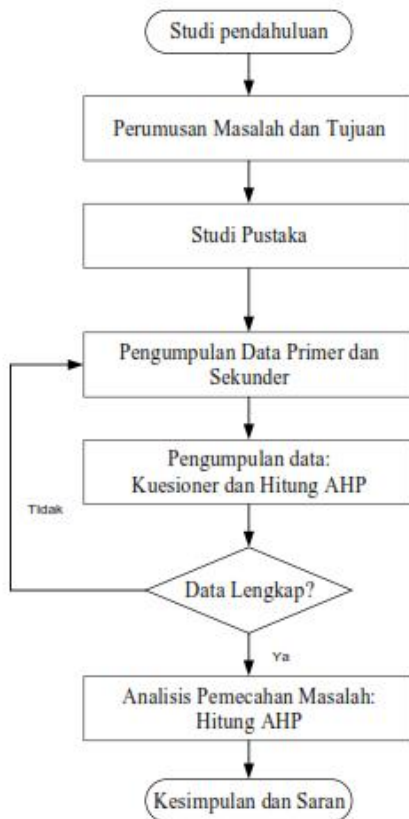 Studi pendahuluan
Perumusan Masalah dan Tujuan
Studi Pustaka
Pengumpulan Data Primer dan
Sekunder
Pengumpulan data:
Kuesioner dan Hitung AHP
TIdak
Data Lengkap?
Ya
Analisis Pemecahan Masalah:
Hitung AHP
Kesimpulan dan Saran